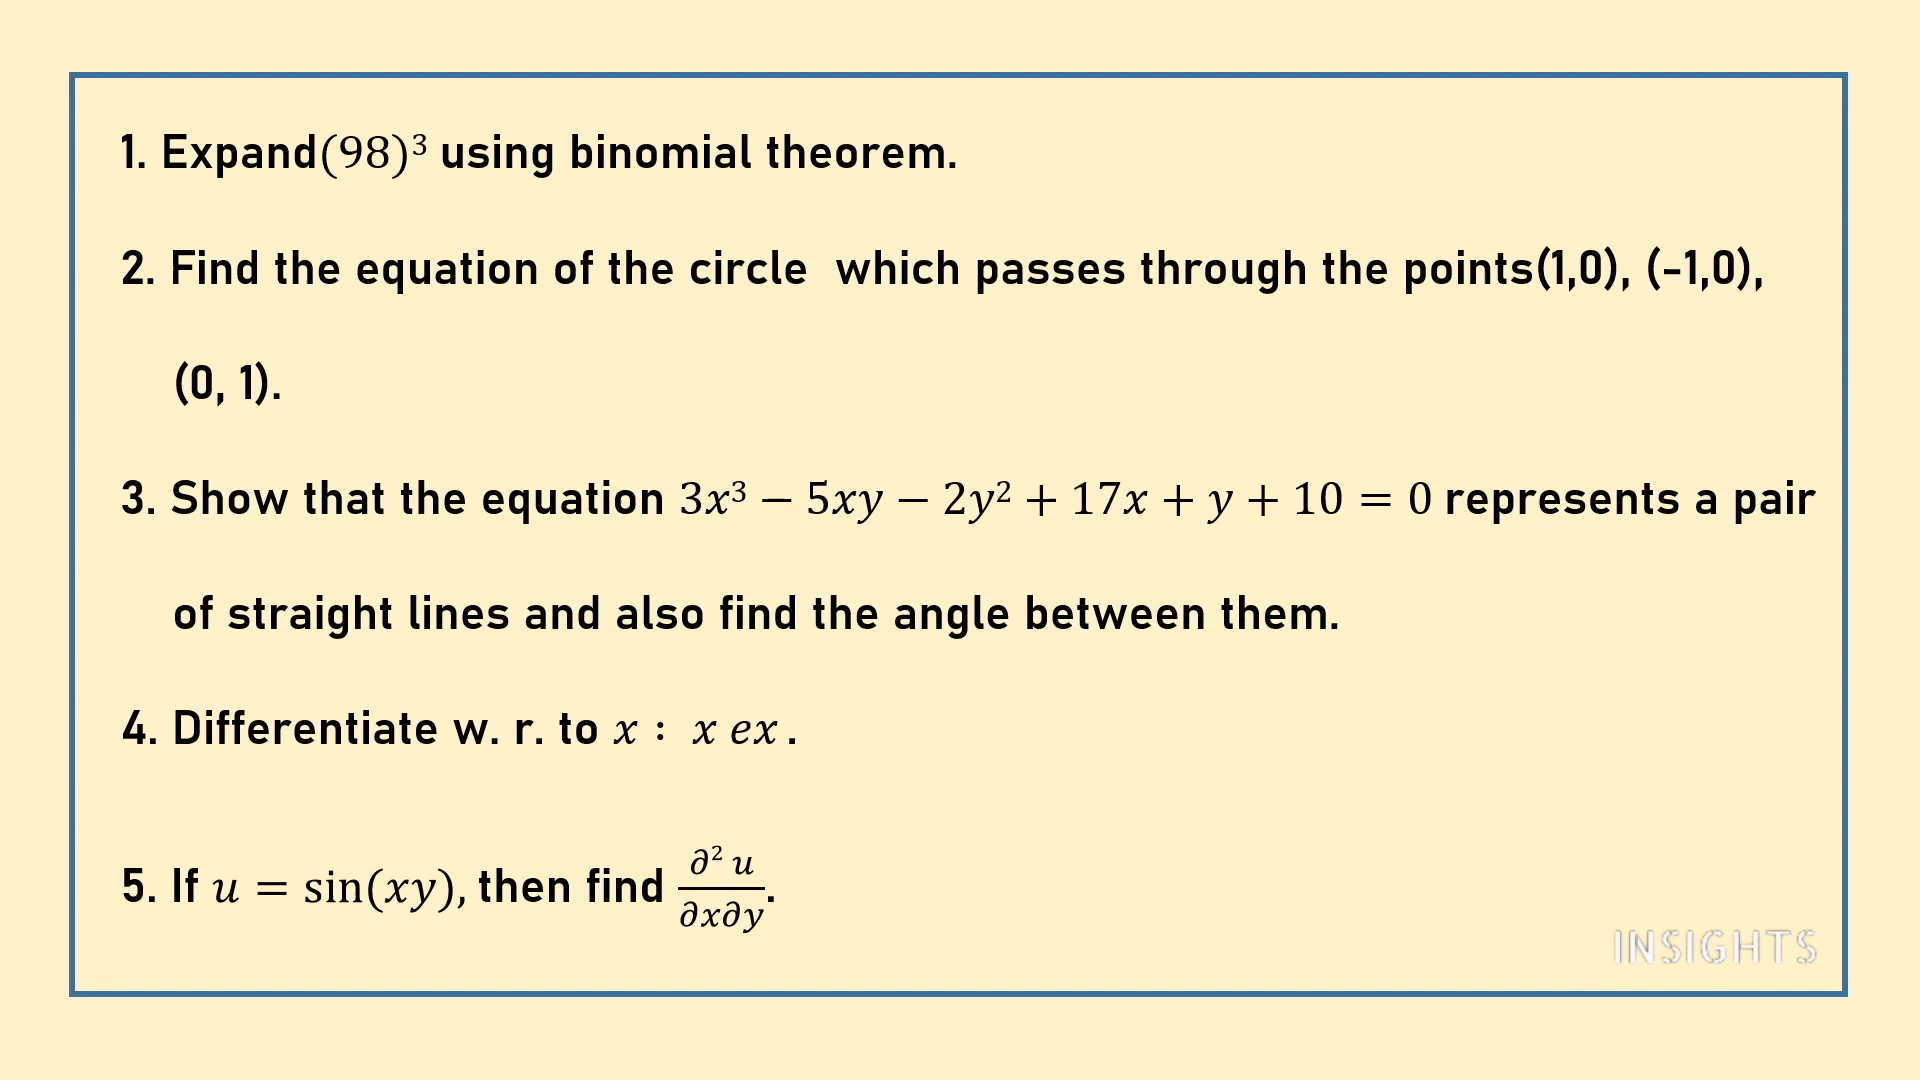 1. Expand(98)³ using binomial theorem.
2. Find the equation of the circle  which passes through the points(1,0), (-1,0),
(0, 1).
3. Show that the equation 3x³ − 5xy − 2y² + 17x + y + 10 = 0 represents a pair
of straight lines and also find the angle between them.
4. Differentiate w. r. to x :  x ex .
5. If u = sin(xy), then find ∂² u / ∂x∂y.
INSIGHTS